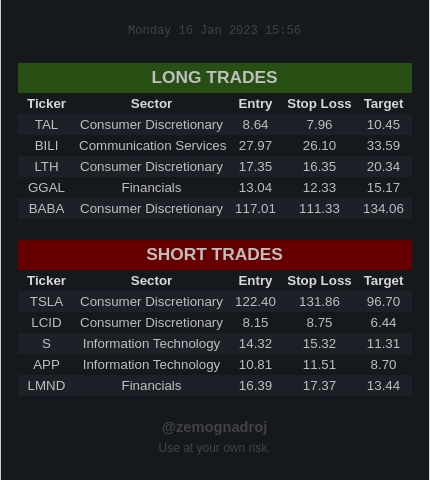 Monday 16 Jan 2023 15:56
LONG TRADES
Ticker Sector Entry Stop Loss Target
TAL Consumer Discretionary 8.64 7.96 10.45
BILI Communication Services 27.97 26.10 33.59
LTH Consumer Discretionary 17.35 16.35 20.34
GGAL Financials 13.04 12.33 15.17
BABA Consumer Discretionary 117.01 111.33 134.06
SHORT TRADES
Ticker Sector Entry Stop Loss Target
TSLA Consumer Discretionary 122.40 131.86 96.70
LCID Consumer Discretionary 8.15 8.75 6.44
S Information Technology 14.32 15.32 11.31
APP Information Technology 10.81 11.51 8.70
LMND Financials 16.39 17.37 13.44
@zemognadroj
Use at your own risk.